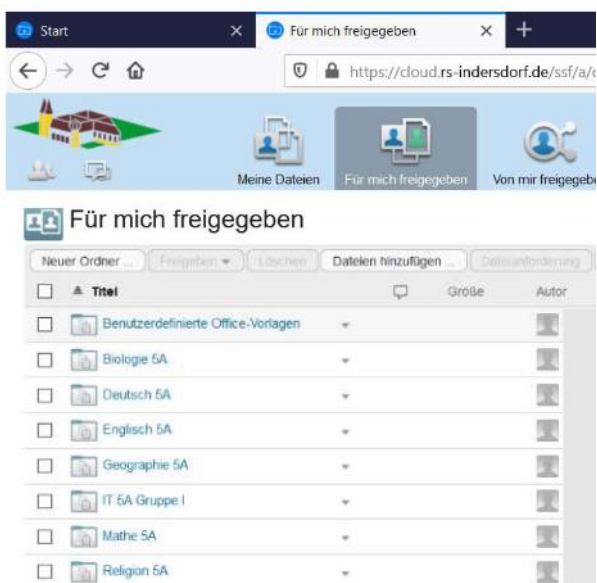 Start
Für mich freigegeben
https://cloud.rs-indersdorf.de/ssf/a/
Meine Dateien
Für mich freigegeben
Von mir freigegebe
Für mich freigegeben
Neuer Ordner ... Freigeben Löschen Dateien hinzufügen ... Dateianforderung
Titel Größe Autor
Benutzerdefinierte Office-Vorlagen
Biologie 5A
Deutsch 5A
Englisch 5A
Geographie 5A
IT 5A Gruppe I
Mathe 5A
Religion 5A